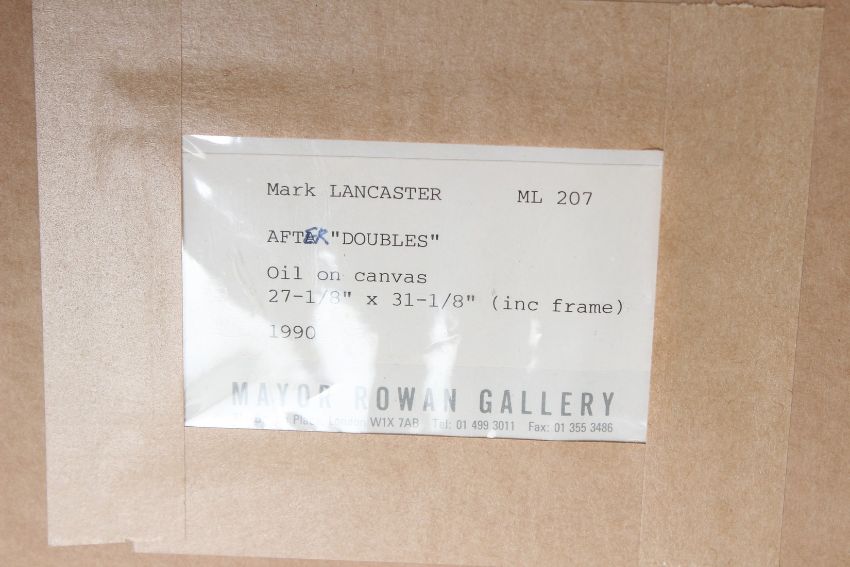 Mark LANCASTER ML 207
AFTER "DOUBLES"
Oil on canvas
27-1/8" x 31-1/8" (inc frame)
1990
MAYOR ROWAN GALLERY
Place London W1X 7AB Tel: 01 499 3011 Fax: 01 355 3486